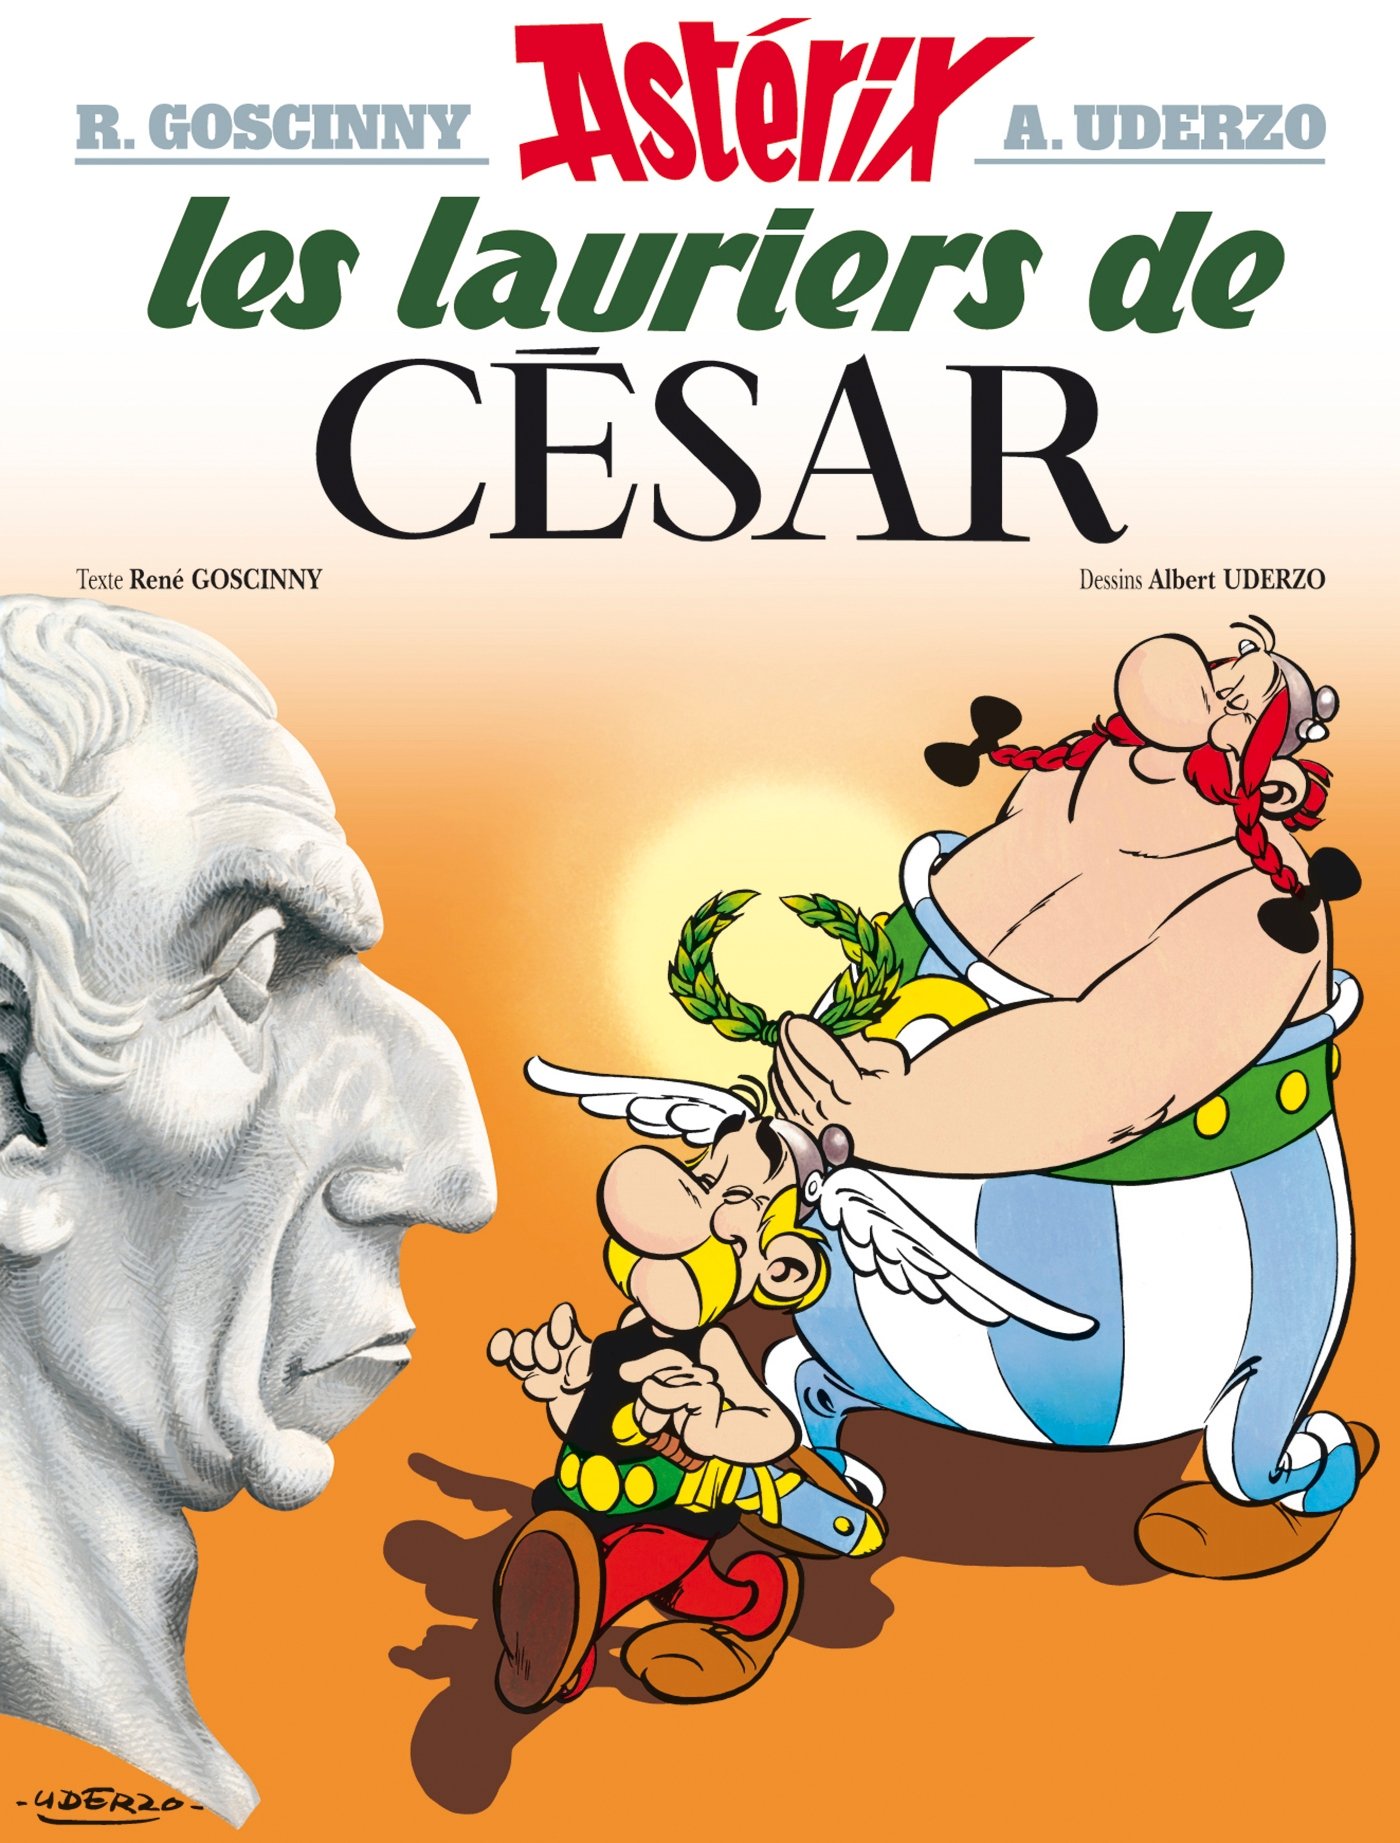 R. GOSCINNY Astérix A. UDERZO
les lauriers de
CÉSAR
Texte René GOSCINNY
Dessins Albert UDERZO
-UDERZO-